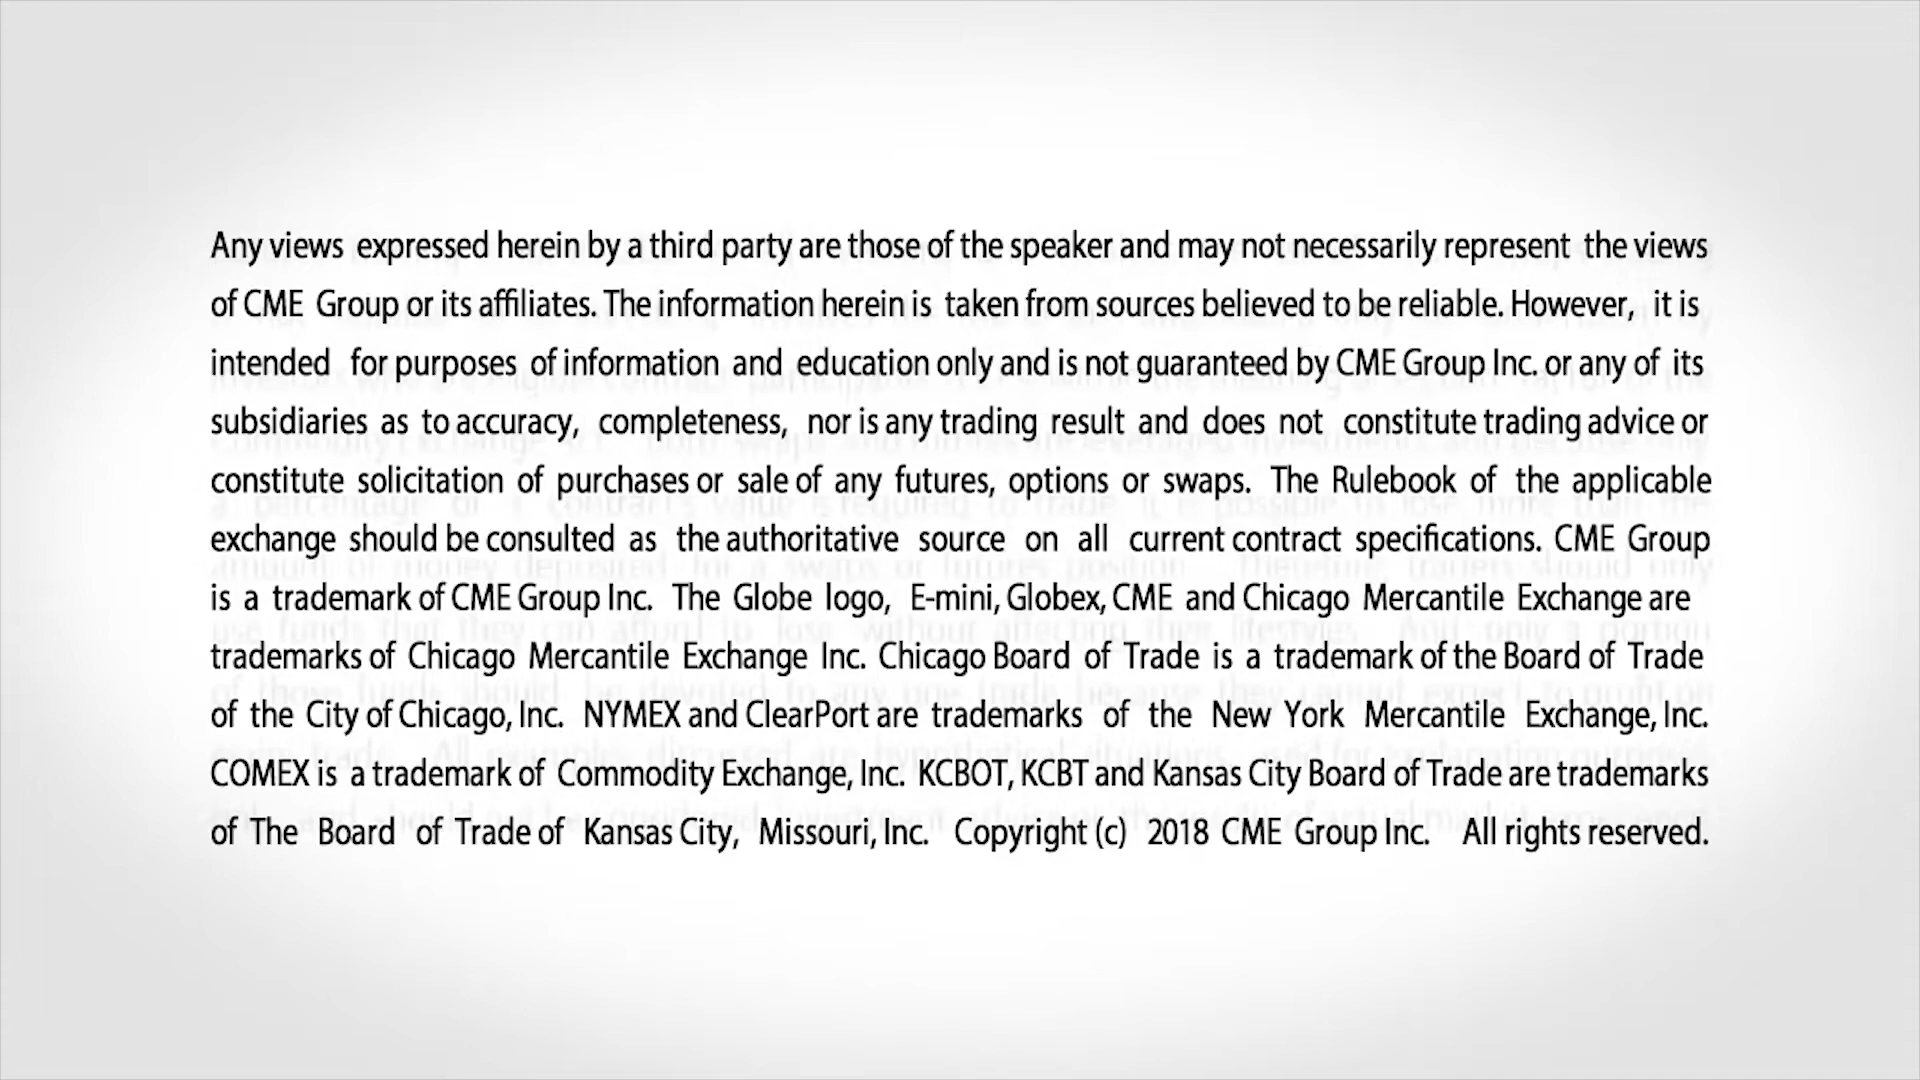 Any views expressed herein by a third party are those of the speaker and may not necessarily represent the views
of CME Group or its affiliates. The information herein is taken from sources believed to be reliable. However, it is
intended for purposes of information and education only and is not guaranteed by CME Group Inc. or any of its
subsidiaries as to accuracy, completeness, nor is any trading result and does not constitute trading advice or
constitute solicitation of purchases or sale of any futures, options or swaps. The Rulebook of the applicable
exchange should be consulted as the authoritative source on all current contract specifications. CME Group
is a trademark of CME Group Inc. The Globe logo, E-mini, Globex, CME and Chicago Mercantile Exchange are
trademarks of Chicago Mercantile Exchange Inc. Chicago Board of Trade is a trademark of the Board of Trade
of the City of Chicago, Inc. NYMEX and ClearPort are trademarks of the New York Mercantile Exchange, Inc.
COMEX is a trademark of Commodity Exchange, Inc. KCBOT, KCBT and Kansas City Board of Trade are trademarks
of The Board of Trade of Kansas City, Missouri, Inc. Copyright (c) 2018 CME Group Inc. All rights reserved.